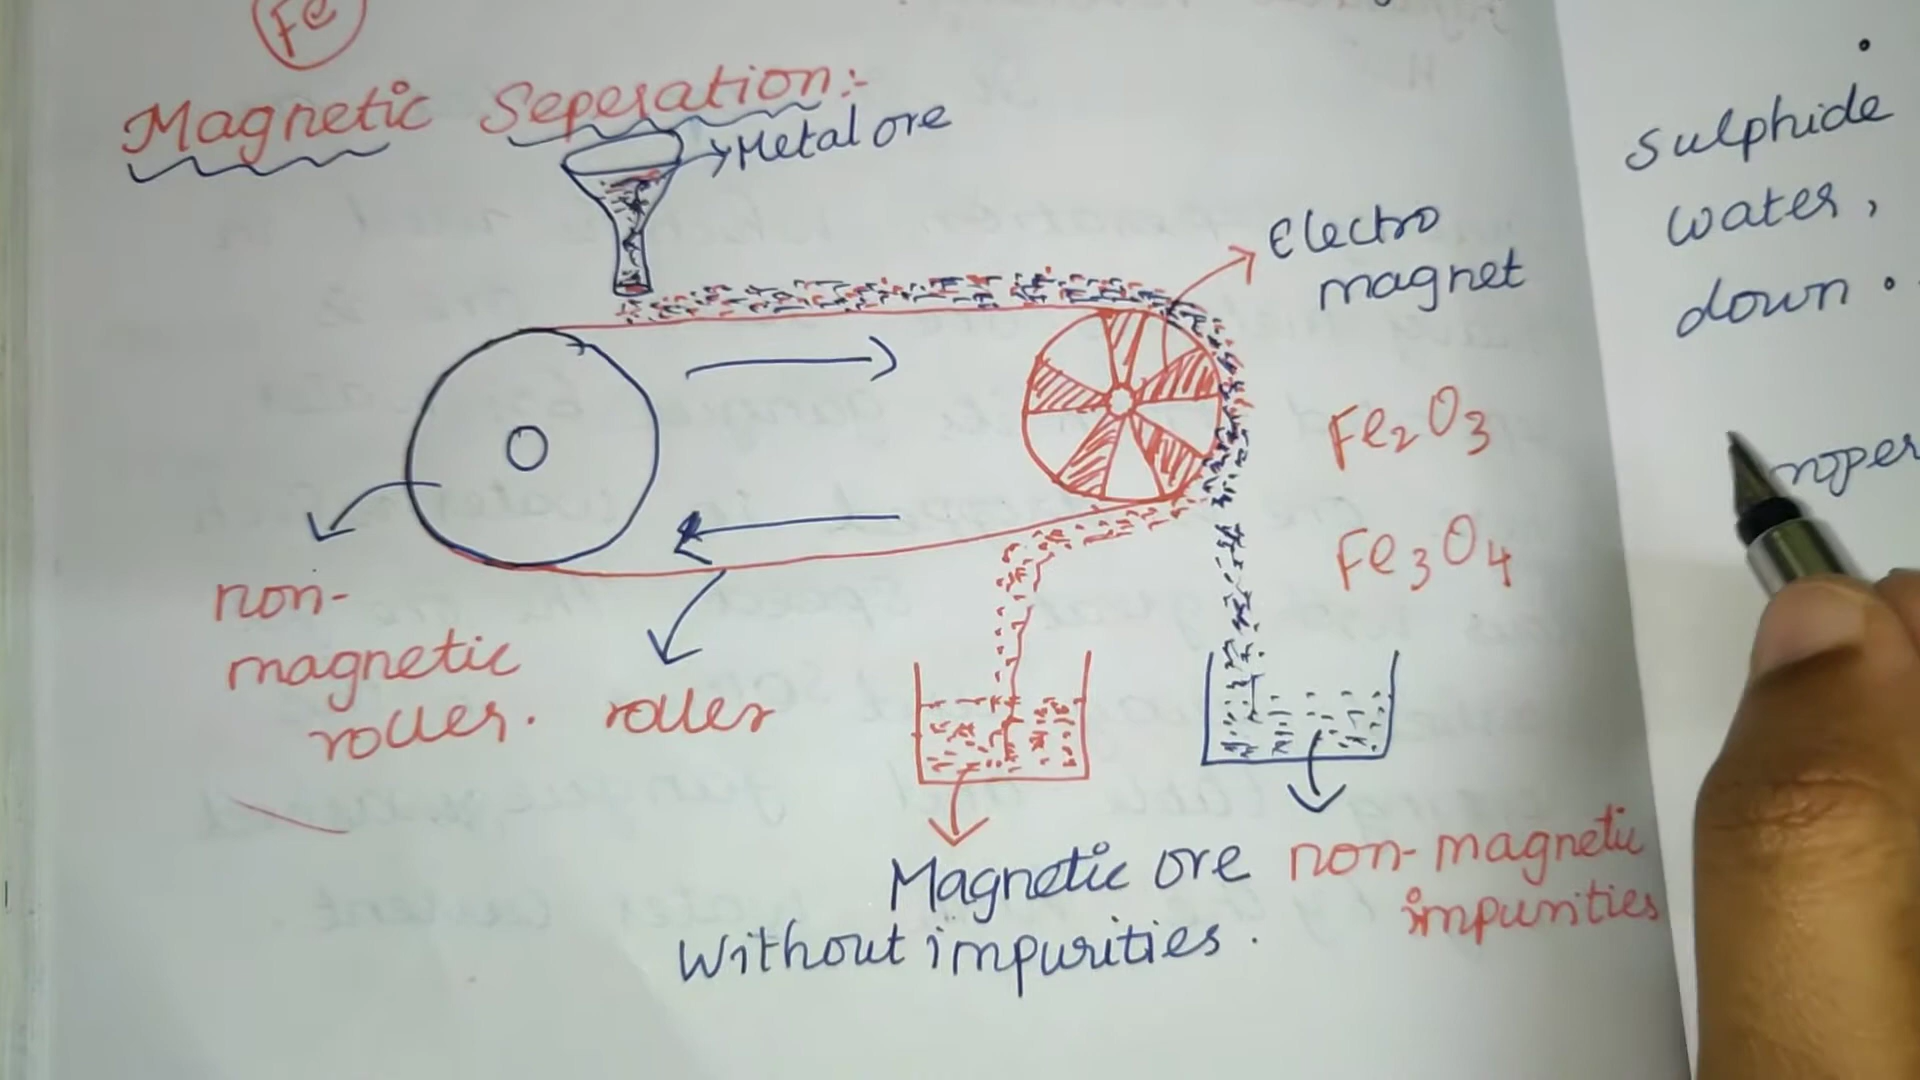 Fe
Magnetic Seperation:-
Metal ore
Electro
magnet
Fe2O3
Fe3O4
non-
magnetic
roller.
roller
Magnetic ore
without impurities.
non-magnetic
impurities
Sulphide
water,
down.